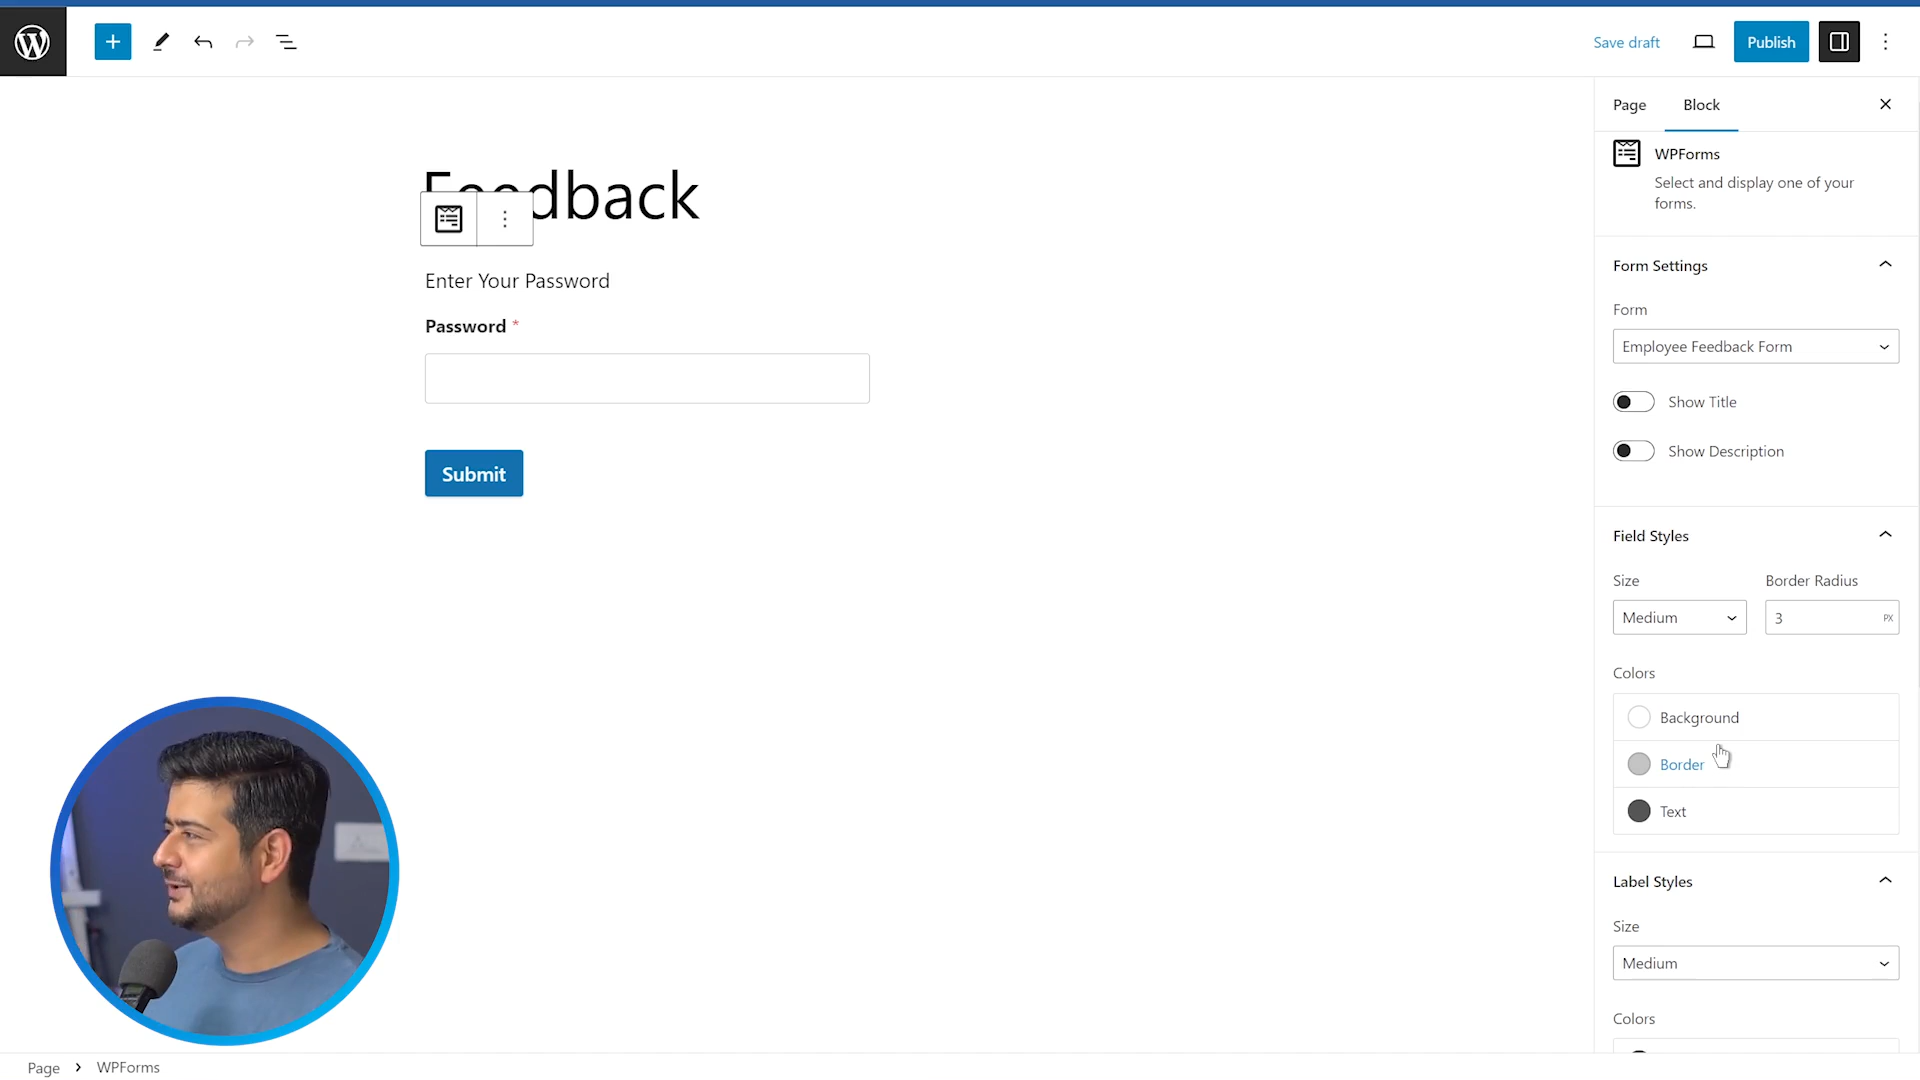 Save draft
Publish
Page
Block
WPForms
Select and display one of your
forms.
Feedback
Enter Your Password
Password *
Submit
Form Settings
Form
Employee Feedback Form
Show Title
Show Description
Field Styles
Size
Border Radius
Medium
3
PX
Colors
Background
Border
Text
Label Styles
Size
Medium
Colors
Page
WPForms